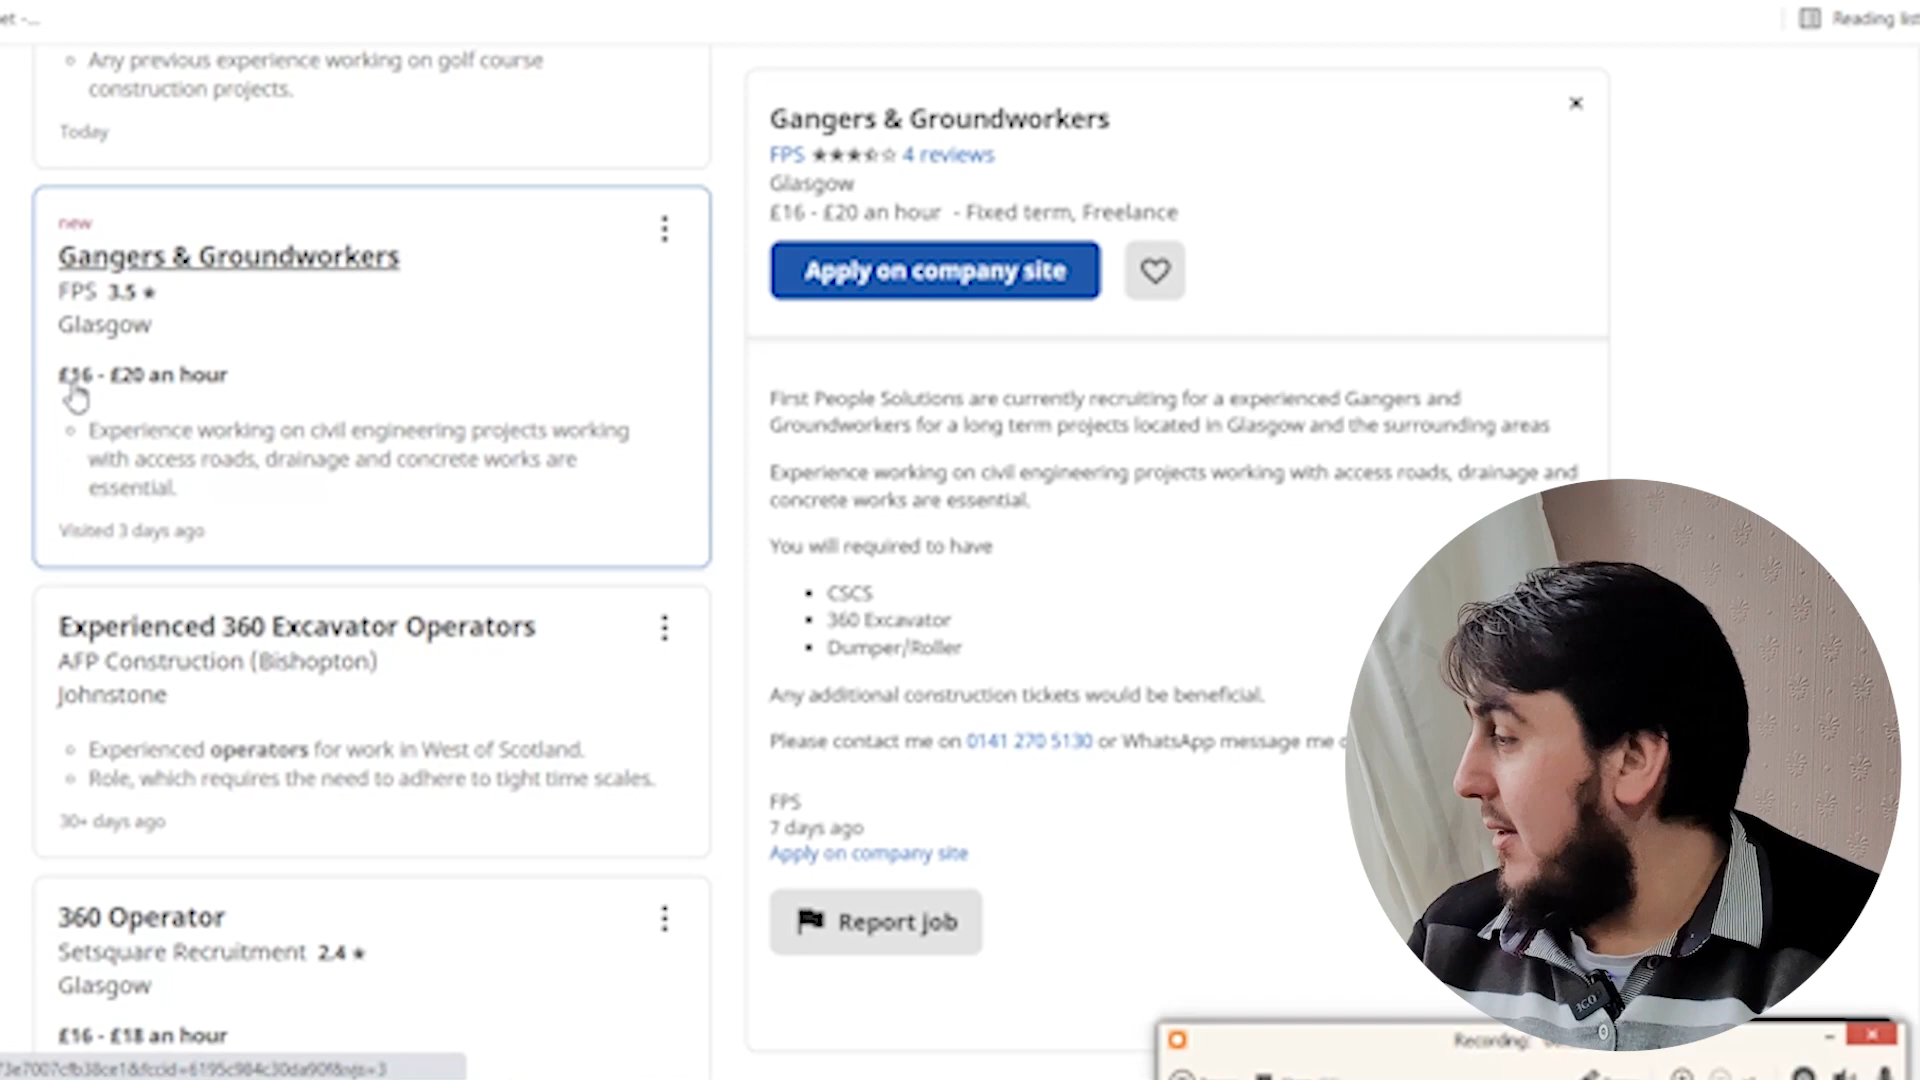 et -...
Reading list
Any previous experience working on golf course
construction projects.
Today
new
Gangers & Groundworkers
FPS 3.5 ★
Glasgow
£16 - £20 an hour
Experience working on civil engineering projects working
with access roads, drainage and concrete works are
essential.
Visited 3 days ago
Experienced 360 Excavator Operators
AFP Construction (Bishopton)
Johnstone
Experienced operators for work in West of Scotland.
Role, which requires the need to adhere to tight time scales.
30+ days ago
360 Operator
Setsquare Recruitment 2.4 ★
Glasgow
£16 - £18 an hour
Gangers & Groundworkers
FPS 4 reviews
Glasgow
£16 - £20 an hour - Fixed term, Freelance
Apply on company site
First People Solutions are currently recruiting for a experienced Gangers and
Groundworkers for a long term projects located in Glasgow and the surrounding areas
Experience working on civil engineering projects working with access roads, drainage and
concrete works are essential.
You will required to have
CSCS
360 Excavator
Dumper/Roller
Any additional construction tickets would be beneficial.
Please contact me on 0141 270 5130 or WhatsApp message me
FPS
7 days ago
Apply on company site
Report job
Recording: